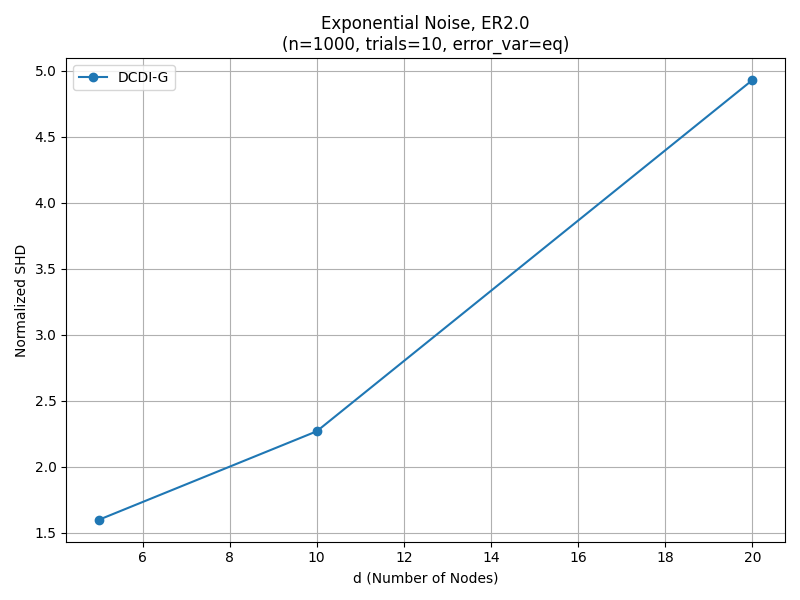 Exponential Noise, ER2.0
(n=1000, trials=10, error_var=eq)
DCDI-G
5.0
4.5
4.0
3.5
3.0
2.5
2.0
1.5
Normalized SHD
6 8 10 12 14 16 18 20
d (Number of Nodes)